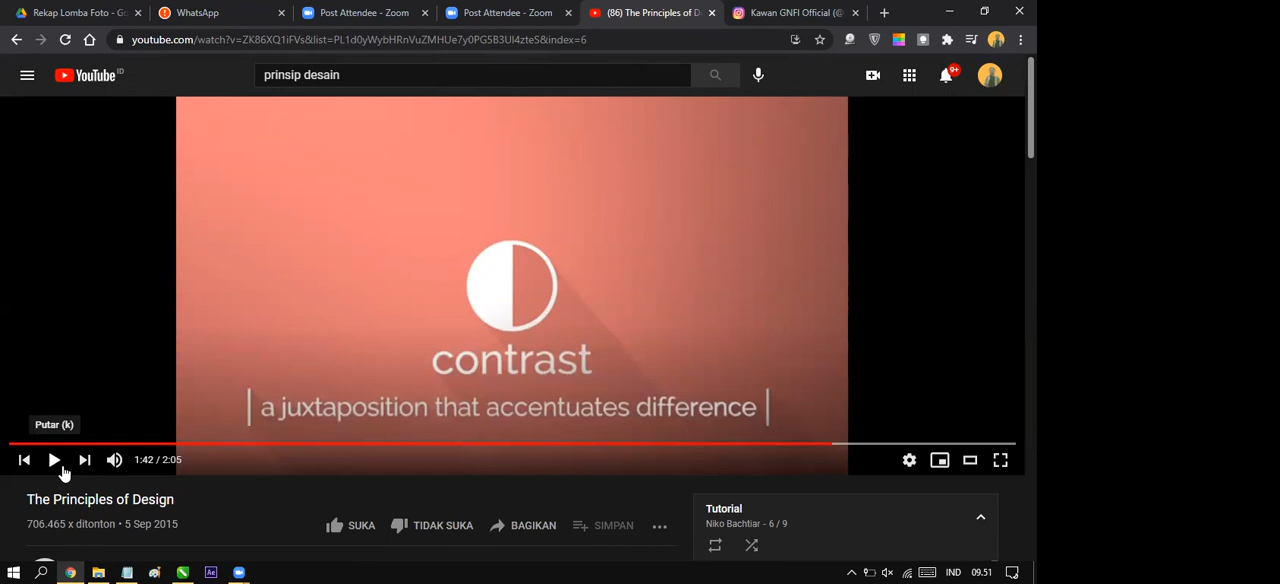 Rekap Lomba Foto - Go
WhatsApp
Post Attendee - Zoom
Post Attendee - Zoom
(86) The Principles of D
Kawan GNFI Official (@
youtube.com/watch?v=ZK86XQ1iFVs&list=PL1d0yWybHRnVuZMHUe7y0PG5B3Ul4zteS&index=6
YouTube ID
prinsip desain
9+
contrast
a juxtaposition that accentuates difference
Putar (k)
1:42 / 2:05
The Principles of Design
706.465 x ditonton • 5 Sep 2015
SUKA
TIDAK SUKA
BAGIKAN
SIMPAN
Tutorial
Niko Bachtiar - 6 / 9
Ae
IND
09.51